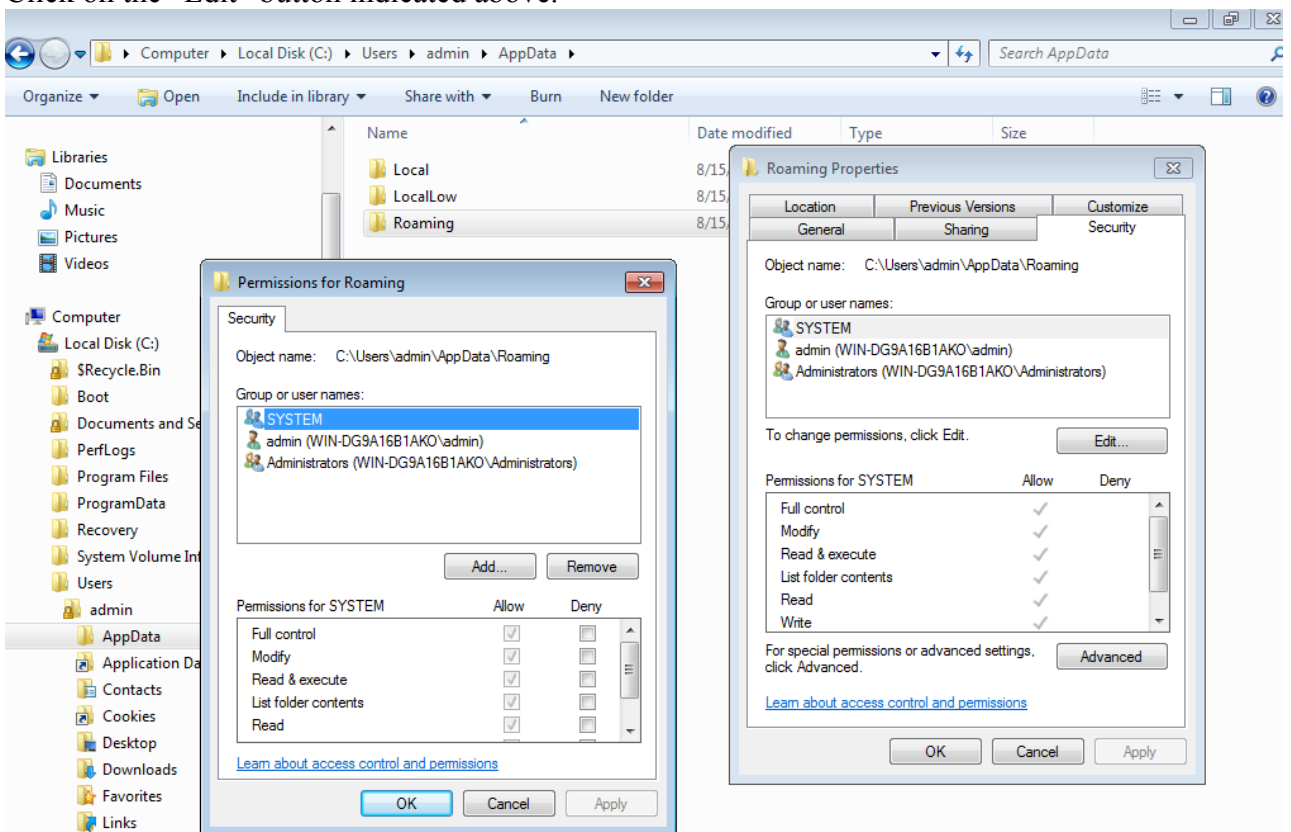 Click on the "Edit" button indicated above.
Computer Local Disk (C:) Users admin AppData
Search AppData
Organize Open Include in library Share with Burn New folder
Name Date modified Type Size
Libraries
Documents
Music
Pictures
Videos
Computer
Local Disk (C:)
$Recycle.Bin
Boot
Documents and Se
PerfLogs
Program Files
ProgramData
Recovery
System Volume Inf
Users
admin
AppData
Application Da
Contacts
Cookies
Desktop
Downloads
Favorites
Links
Local 8/15/
LocalLow 8/15/
Roaming 8/15/
Permissions for Roaming
Security
Object name: C:\Users\admin\AppData\Roaming
Group or user names:
SYSTEM
admin (WIN-DG9A16B1AKO\admin)
Administrators (WIN-DG9A16B1AKO\Administrators)
Add... Remove
Permissions for SYSTEM Allow Deny
Full control
Modify
Read & execute
List folder contents
Read
Learn about access control and permissions
OK Cancel Apply
Roaming Properties
Location Previous Versions Customize
General Sharing Security
Object name: C:\Users\admin\AppData\Roaming
Group or user names:
SYSTEM
admin (WIN-DG9A16B1AKO\admin)
Administrators (WIN-DG9A16B1AKO\Administrators)
To change permissions, click Edit. Edit...
Permissions for SYSTEM Allow Deny
Full control
Modify
Read & execute
List folder contents
Read
Write
For special permissions or advanced settings,
click Advanced. Advanced
Learn about access control and permissions
OK Cancel Apply